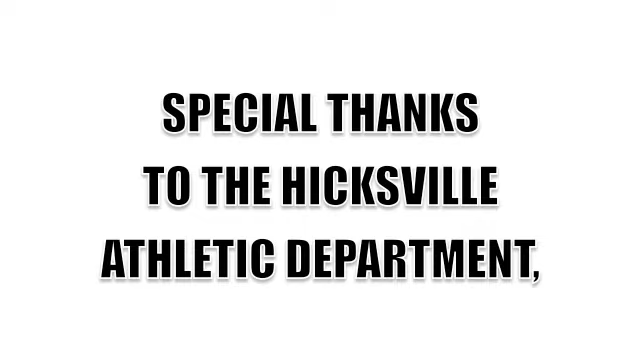 SPECIAL THANKS
TO THE HICKSVILLE
ATHLETIC DEPARTMENT,